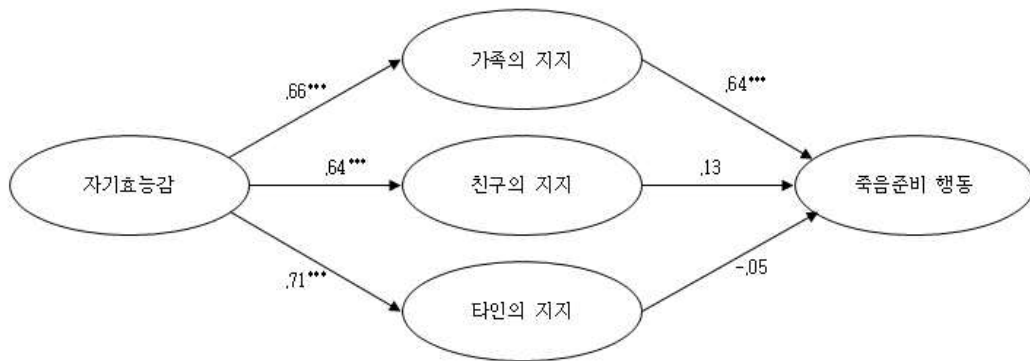 가족의 지지
.66***
.64***
자기효능감
.64***
친구의 지지
.13
죽음준비 행동
.71***
-.05
타인의 지지